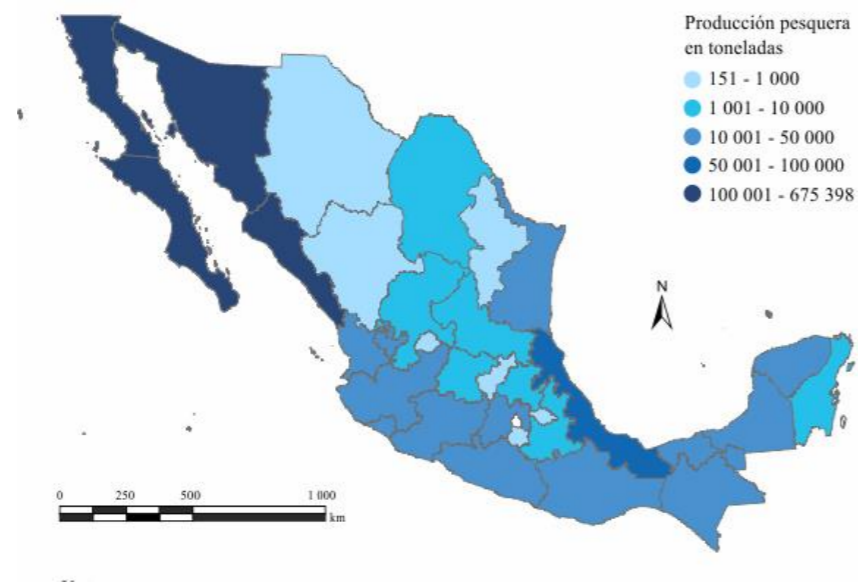 Producción pesquera
en toneladas
151 - 1 000
1 001 - 10 000
10 001 - 50 000
50 001 - 100 000
100 001 - 675 398
N
0 250 500 1 000
km